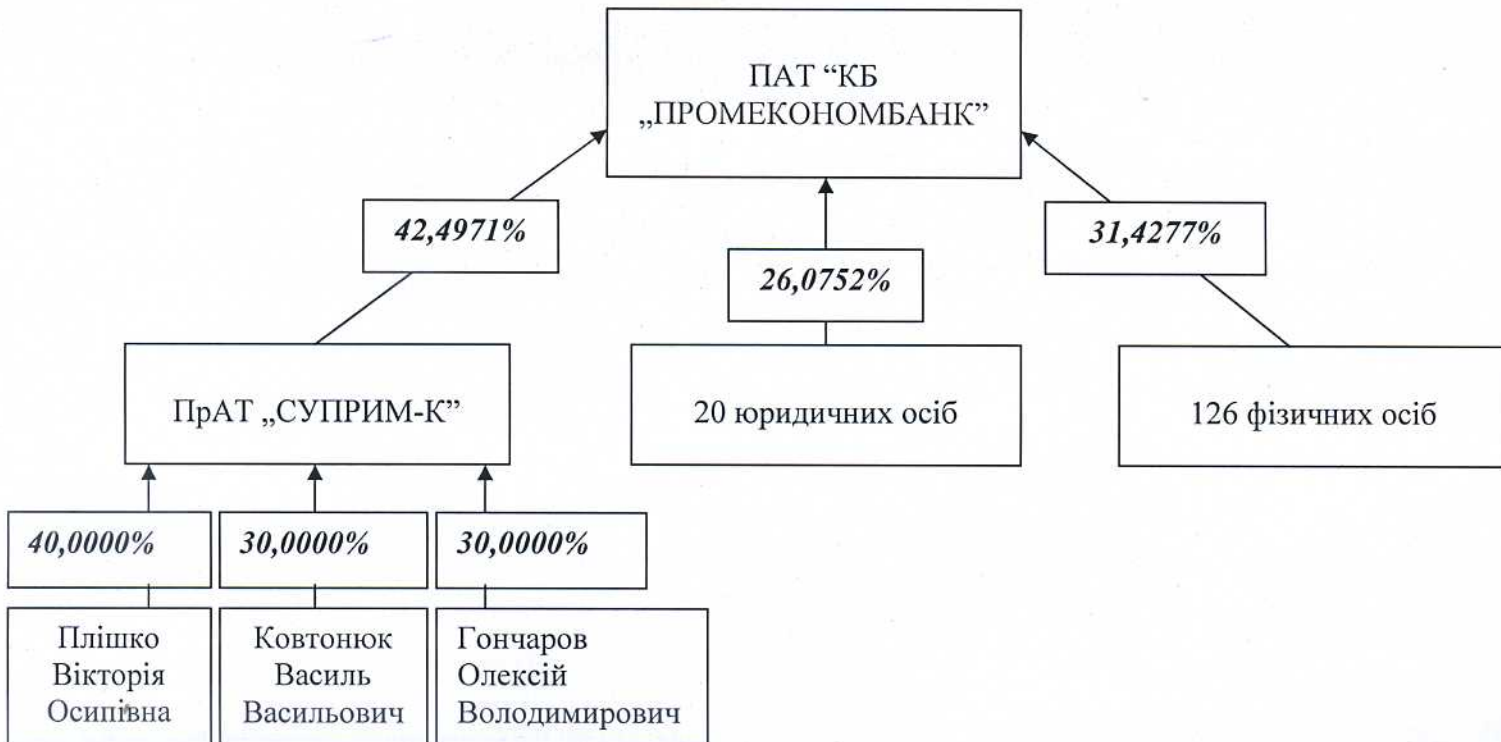 ПАТ “КБ
„ПРОМЕКОНОМБАНК”
42,4971%
26,0752%
31,4277%
ПрАТ „СУПРИМ-К”
20 юридичних осіб
126 фізичних осіб
40,0000%
30,0000%
30,0000%
Плішко
Вікторія
Осипівна
Ковтонюк
Василь
Васильович
Гончаров
Олексій
Володимирович